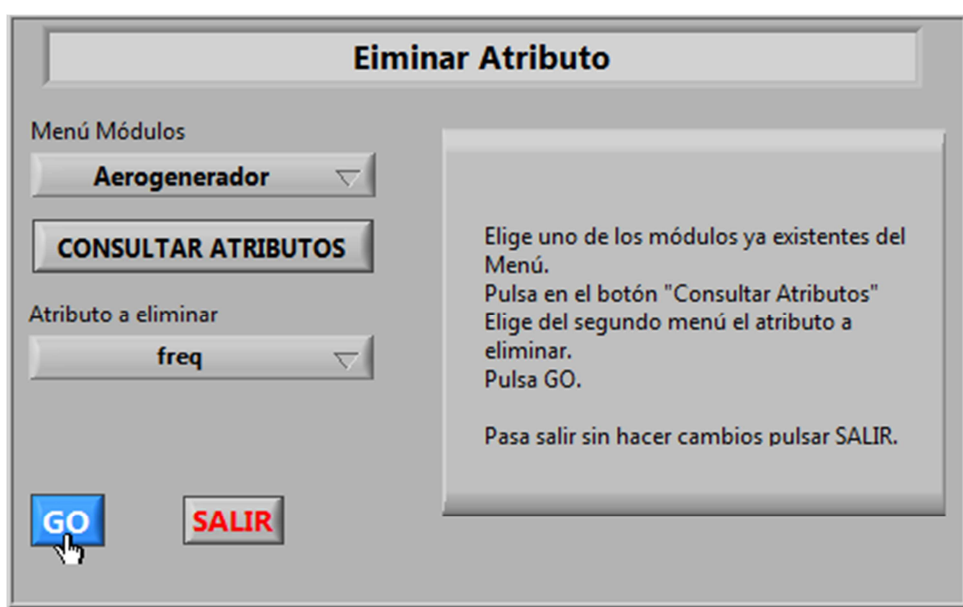 Eiminar Atributo
Menú Módulos
Aerogenerador
CONSULTAR ATRIBUTOS
Atributo a eliminar
freq
Elige uno de los módulos ya existentes del
Menú.
Pulsa en el botón "Consultar Atributos"
Elige del segundo menú el atributo a
eliminar.
Pulsa GO.
Pasa salir sin hacer cambios pulsar SALIR.
GO
SALIR